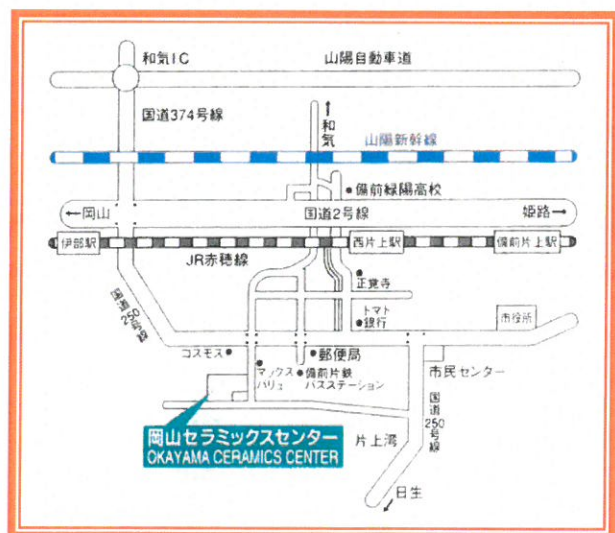 和気IC
山陽自動車道
国道374号線
↑
和気
山陽新幹線
備前緑陽高校
←岡山
国道2号線
姫路→
伊部駅
西片上駅
備前片上駅
JR赤穂線
正覚寺
国道250号線
トマト
銀行
市役所
コスモス
郵便局
マックス
バリュ
備前片鉄
バスステーション
市民センター
国道250号線
岡山セラミックスセンター
OKAYAMA CERAMICS CENTER
片上湾
日生